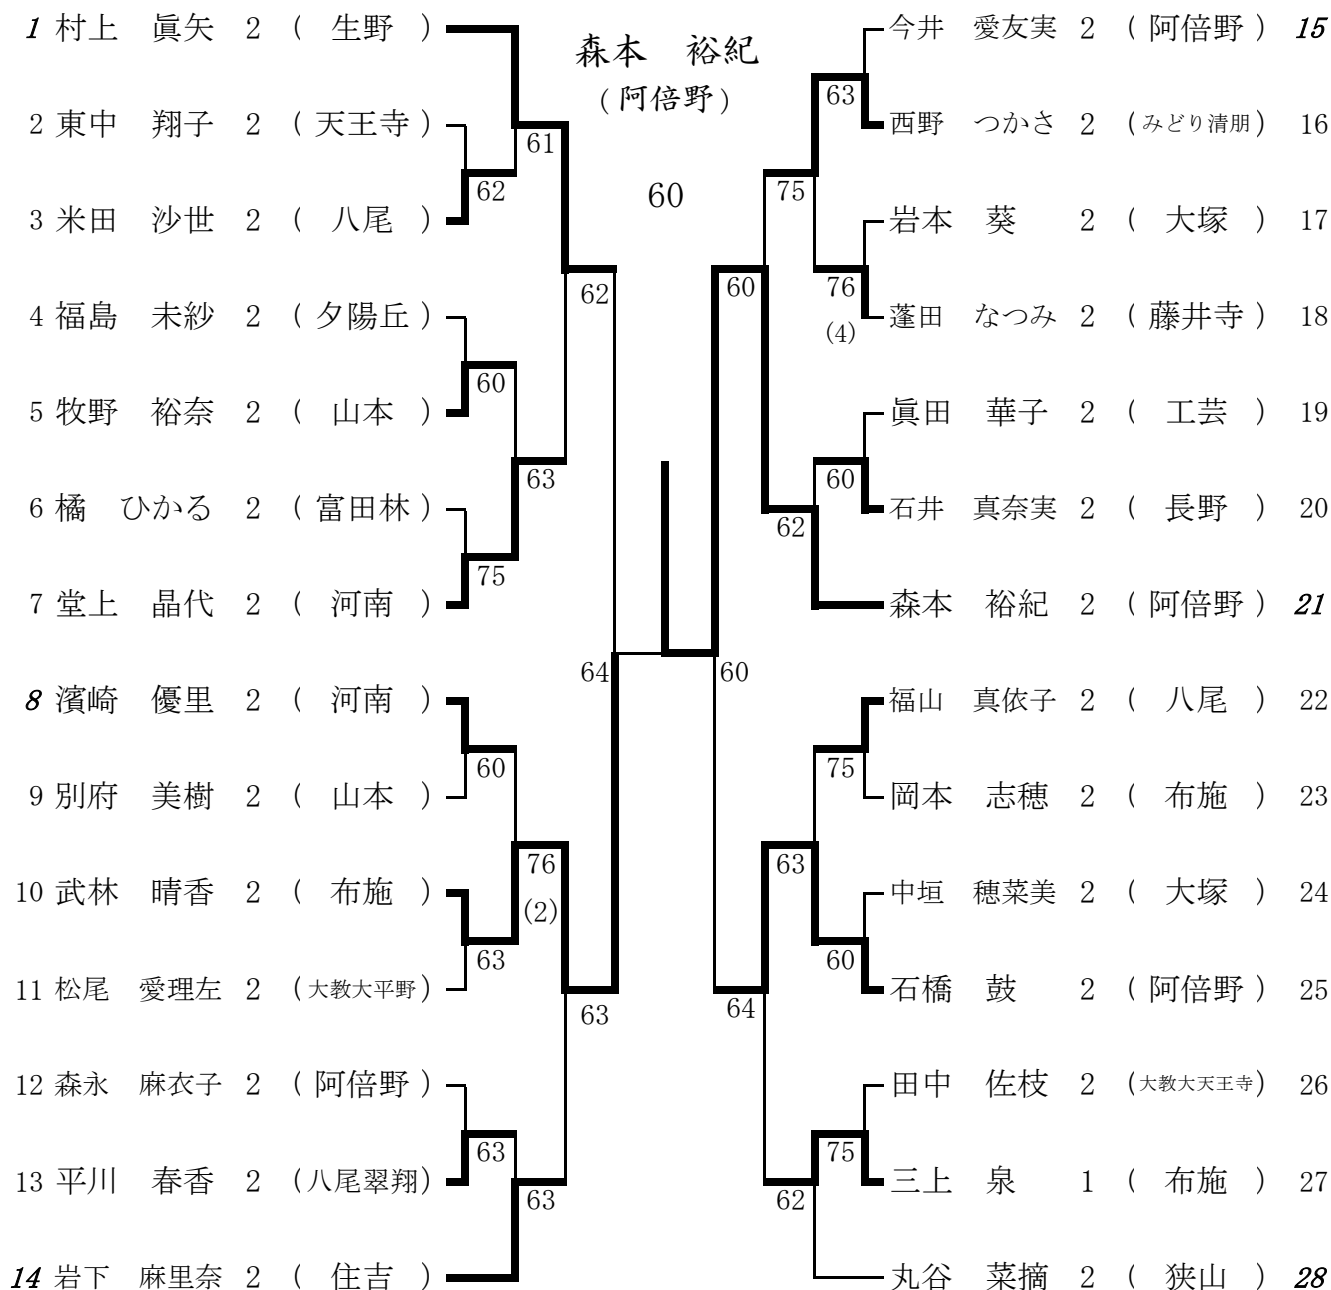 森本 裕紀
(阿倍野)
60
1 村上 眞矢 2 ( 生野 )
2 東中 翔子 2 ( 天王寺 )
3 米田 沙世 2 ( 八尾 )
4 福島 未紗 2 ( 夕陽丘 )
5 牧野 裕奈 2 ( 山本 )
6 橘 ひかる 2 ( 富田林 )
7 堂上 晶代 2 ( 河南 )
8 濱崎 優里 2 ( 河南 )
9 別府 美樹 2 ( 山本 )
10 武林 晴香 2 ( 布施 )
11 松尾 愛理左 2 (大教大平野)
12 森永 麻衣子 2 ( 阿倍野 )
13 平川 春香 2 (八尾翠翔)
14 岩下 麻里奈 2 ( 住吉 )
61
62
62
60
63
75
64
60
76
(2)
63
63
63
63
今井 愛友実 2 ( 阿倍野 ) 15
西野 つかさ 2 (みどり清朋) 16
岩本 葵 2 ( 大塚 ) 17
蓬田 なつみ 2 ( 藤井寺 ) 18
眞田 華子 2 ( 工芸 ) 19
石井 真奈実 2 ( 長野 ) 20
森本 裕紀 2 ( 阿倍野 ) 21
福山 真依子 2 ( 八尾 ) 22
岡本 志穂 2 ( 布施 ) 23
中垣 穂菜美 2 ( 大塚 ) 24
石橋 鼓 2 ( 阿倍野 ) 25
田中 佐枝 2 (大教大天王寺) 26
三上 泉 1 ( 布施 ) 27
丸谷 菜摘 2 ( 狭山 ) 28
63
75
60
76
(4)
60
62
60
75
63
60
64
75
62